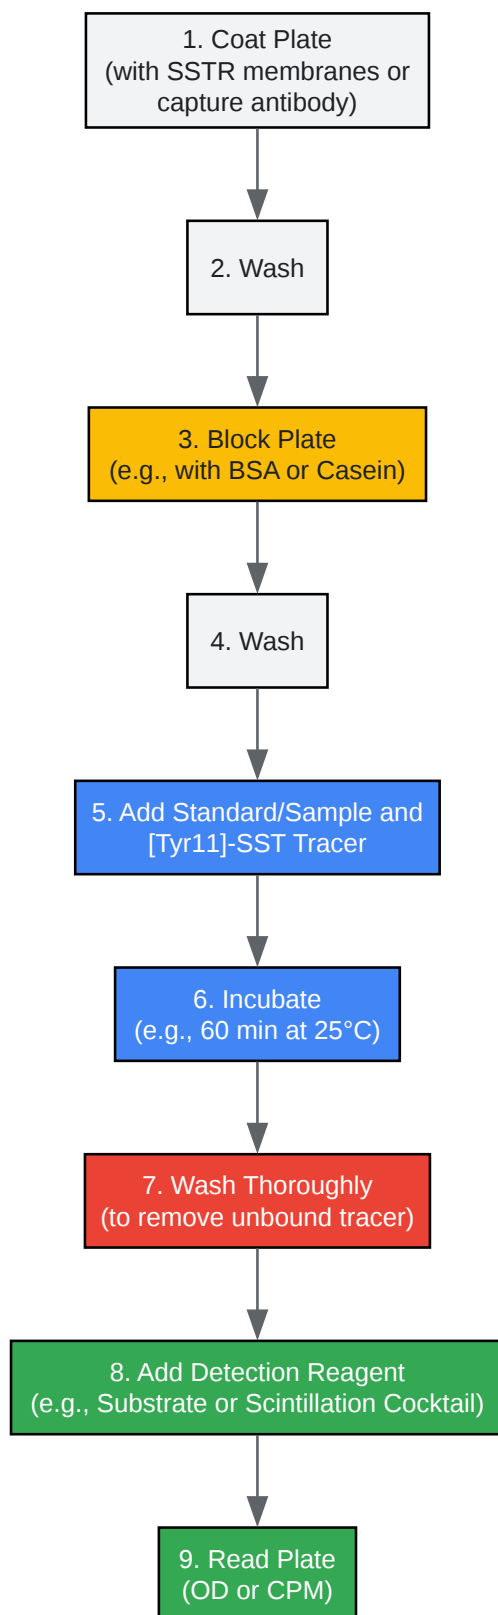 1. Coat Plate
(with SSTR membranes or
capture antibody)
2. Wash
3. Block Plate
(e.g., with BSA or Casein)
4. Wash
5. Add Standard/Sample and
[Tyr11]-SST Tracer
6. Incubate
(e.g., 60 min at 25°C)
7. Wash Thoroughly
(to remove unbound tracer)
8. Add Detection Reagent
(e.g., Substrate or Scintillation Cocktail)
9. Read Plate
(OD or CPM)